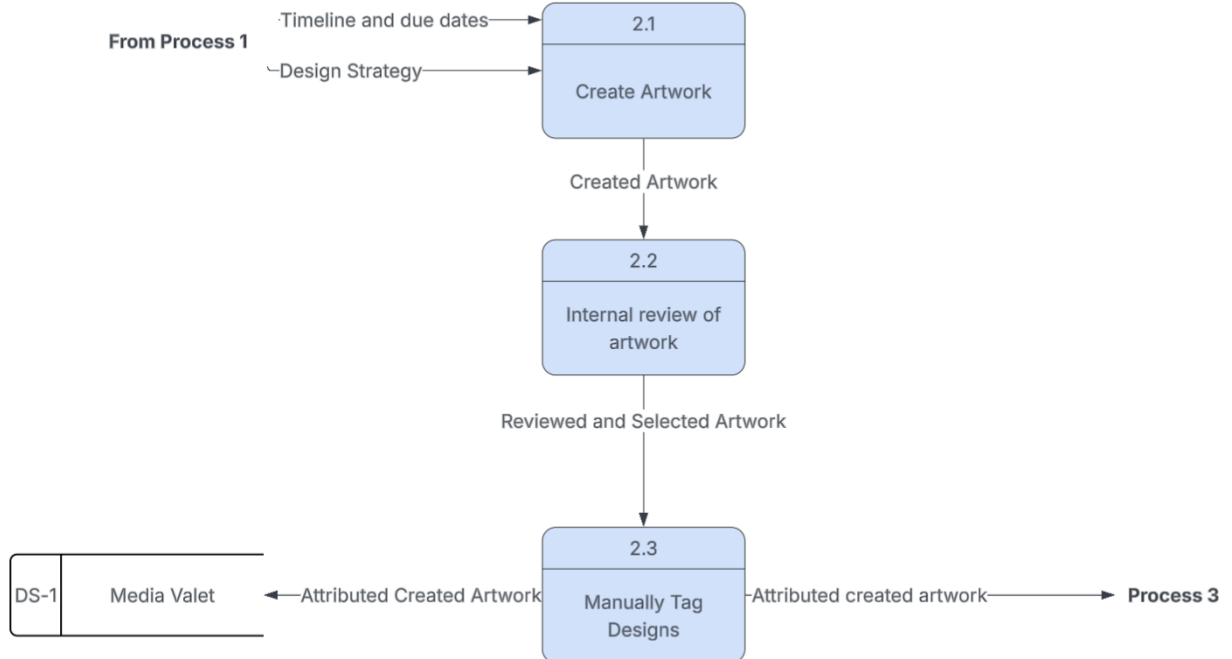 Timeline and due dates
2.1
From Process 1
Design Strategy
Create Artwork
Created Artwork
2.2
Internal review of
artwork
Reviewed and Selected Artwork
2.3
DS-1
Media Valet
Attributed Created Artwork
Manually Tag
Designs
Attributed created artwork
Process 3